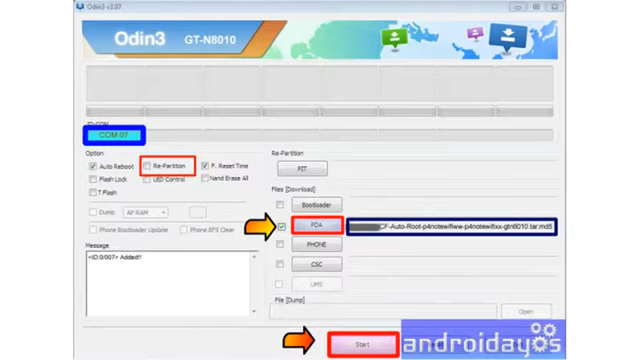 Odin3 v3.07
Odin3 GT-N8010
ID:COM
COM:07
Option
Auto Reboot
Re-Partition
F. Reset Time
Flash Lock
LED Control
Nand Erase All
T Flash
Dump
AP RAM
Phone Bootloader Update
Phone EFS Clear
Message
<ID:0/007> Added!!
Re-Partition
PIT
Files [Download]
Bootloader
PDA
CF-Auto-Root-p4notewifiww-p4notewifixx-gtn8010.tar.md5
PHONE
CSC
UMS
File [Dump]
Open
Start
androidayos